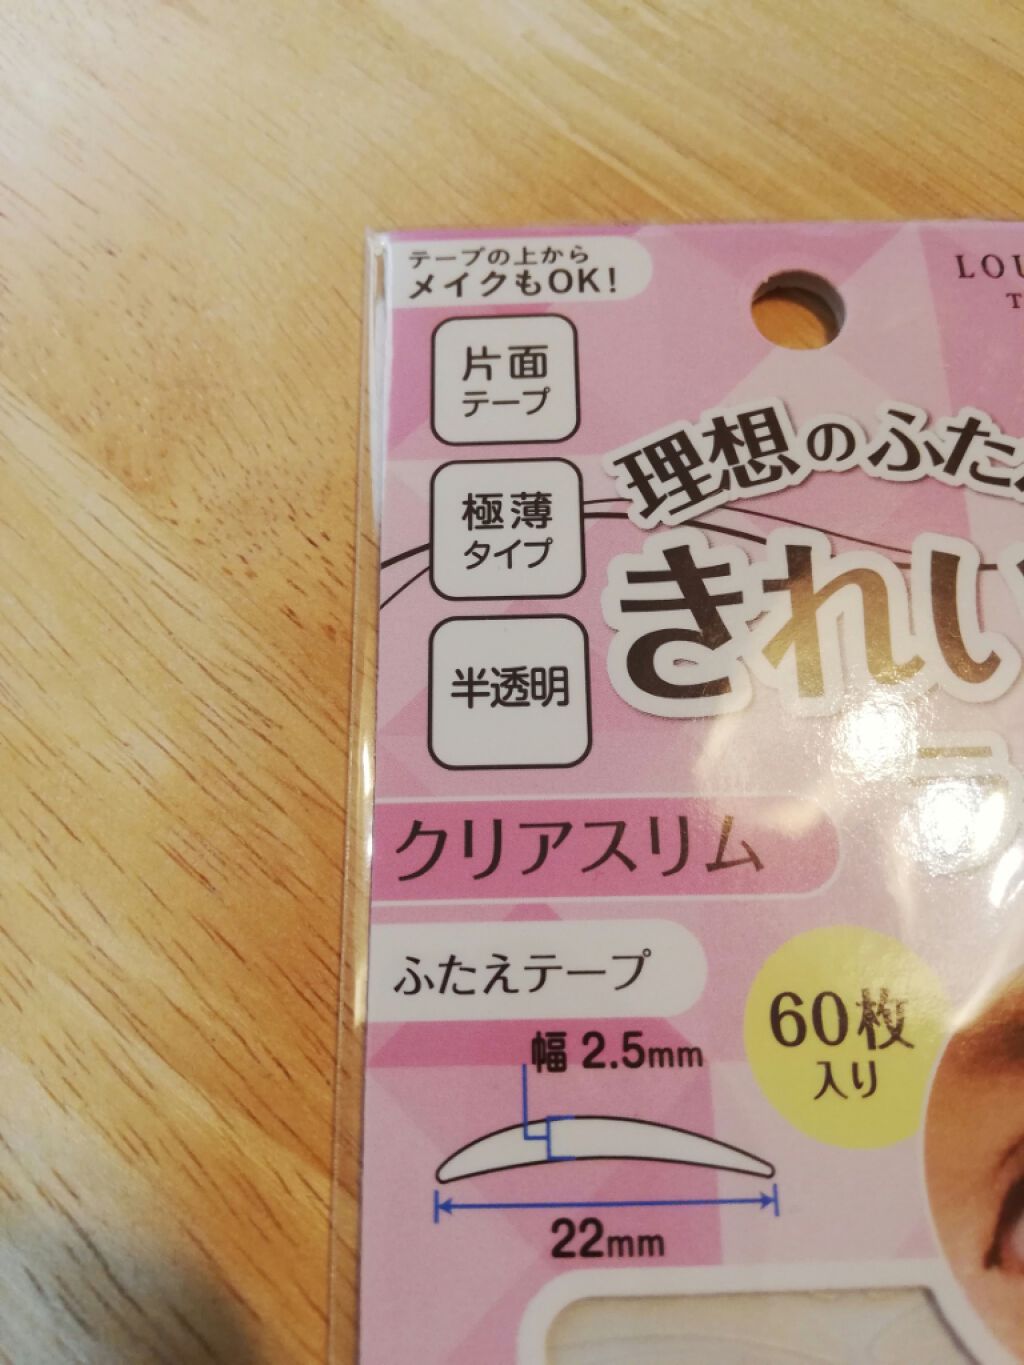 テープの上から
メイクもOK!
片面
テープ
極薄
タイプ
半透明
LOU
T
理想のふた
きれい
クリアスリム
ふたえテープ
60枚
入り
幅 2.5mm
22mm